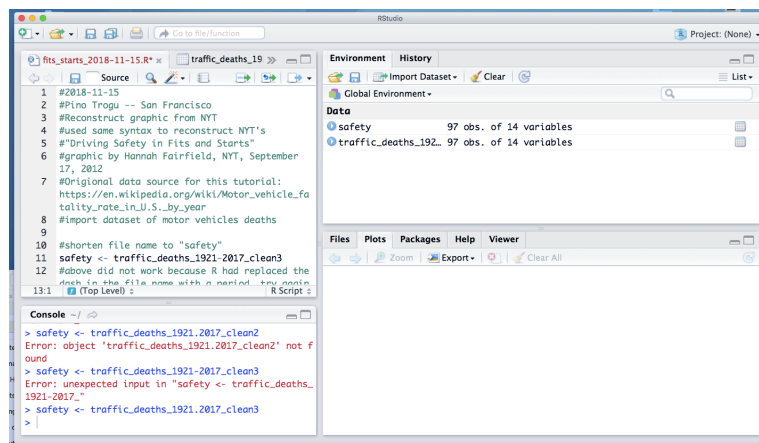 RStudio
Go to file/function
Project: (None)
fits_starts_2018-11-15.R*
traffic_deaths_19
Source
1 #2018-11-15
2 #Pino Trogu -- San Francisco
3 #Reconstruct graphic from NYT
4 #used same syntax to reconstruct NYT's
5 #"Driving Safety in Fits and Starts"
6 #graphic by Hannah Fairfield, NYT, September
17, 2012
7 #Origional data source for this tutorial:
https://en.wikipedia.org/wiki/Motor_vehicle_fa
tality_rate_in_U.S._by_year
8 #import dataset of motor vehicles deaths
9
10 #shorten file name to "safety"
11 safety <- traffic_deaths_1921-2017_clean3
12 #above did not work because R had replaced the
dash in the file name with a period, try again
13:1 (Top Level) R Script
Console ~/
> safety <- traffic_deaths_1921.2017_clean2
Error: object 'traffic_deaths_1921.2017_clean2' not f
ound
> safety <- traffic_deaths_1921-2017_clean3
Error: unexpected input in "safety <- traffic_deaths_
1921-2017_"
> safety <- traffic_deaths_1921.2017_clean3
>
Environment History
Import Dataset Clear List
Global Environment
Data
safety 97 obs. of 14 variables
traffic_deaths_192… 97 obs. of 14 variables
Files Plots Packages Help Viewer
Zoom Export Clear All